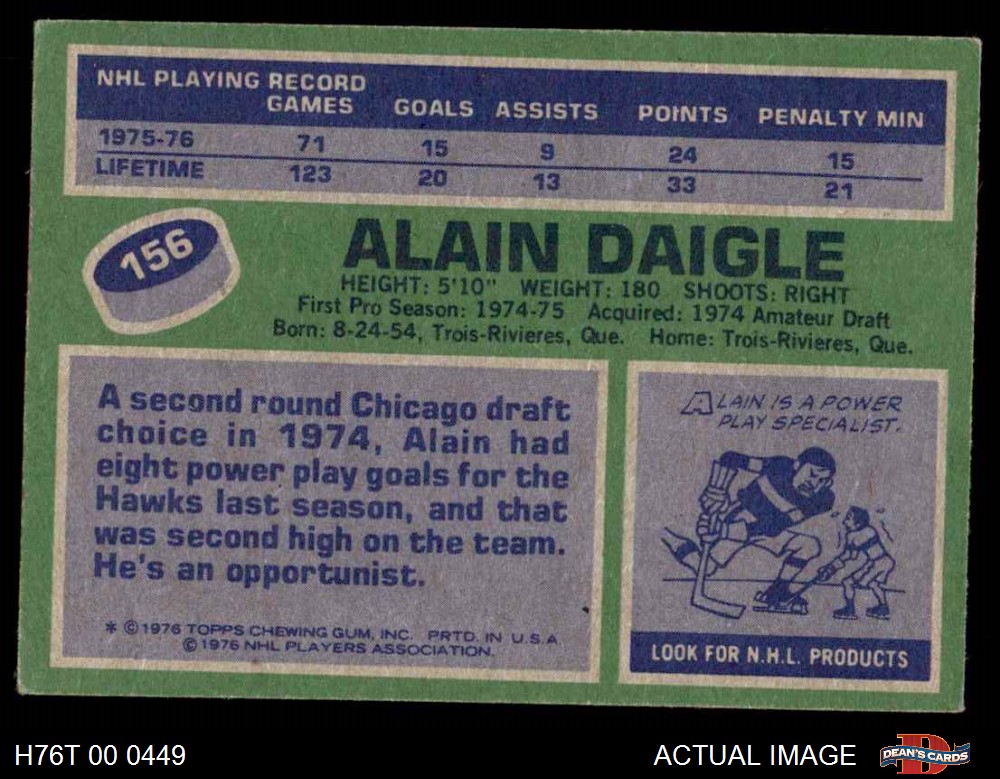 NHL PLAYING RECORD
GAMES GOALS ASSISTS POINTS PENALTY MIN
1975-76 71 15 9 24 15
LIFETIME 123 20 13 33 21
156
ALAIN DAIGLE
HEIGHT: 5'10" WEIGHT: 180 SHOOTS: RIGHT
First Pro Season: 1974-75 Acquired: 1974 Amateur Draft
Born: 8-24-54, Trois-Rivieres, Que. Home: Trois-Rivieres, Que.
A second round Chicago draft
choice in 1974, Alain had
eight power play goals for the
Hawks last season, and that
was second high on the team.
He's an opportunist.
* ©1976 TOPPS CHEWING GUM, INC. PRTD. IN U.S.A.
©1976 NHL PLAYERS ASSOCIATION.
ALAIN IS A POWER
PLAY SPECIALIST.
LOOK FOR N.H.L. PRODUCTS
H76T 00 0449
ACTUAL IMAGE
D
DEAN'S CARDS